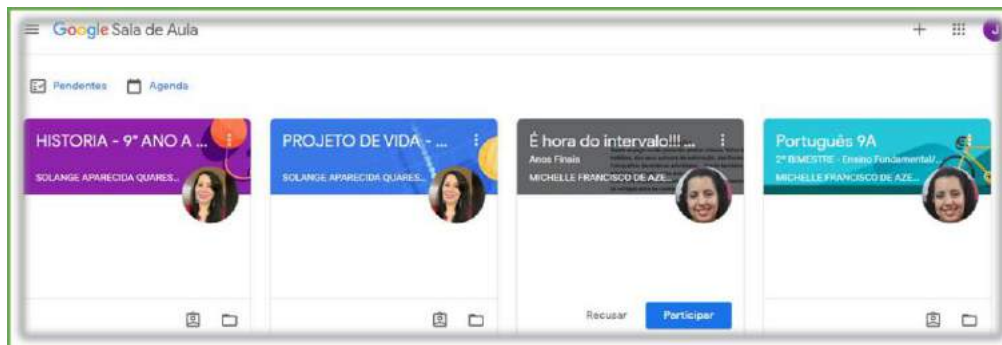 Google Sala de Aula
J
Pendentes Agenda
HISTORIA - 9° ANO A ...
SOLANGE APARECIDA QUARES...
PROJETO DE VIDA - ...
SOLANGE APARECIDA QUARES...
É hora do intervalo!!! ...
Anos Finais
MICHELLE FRANCISCO DE AZE...
Recusar Participar
Português 9A
2° BIMESTRE - Ensino Fundamental/...
MICHELLE FRANCISCO DE AZE...